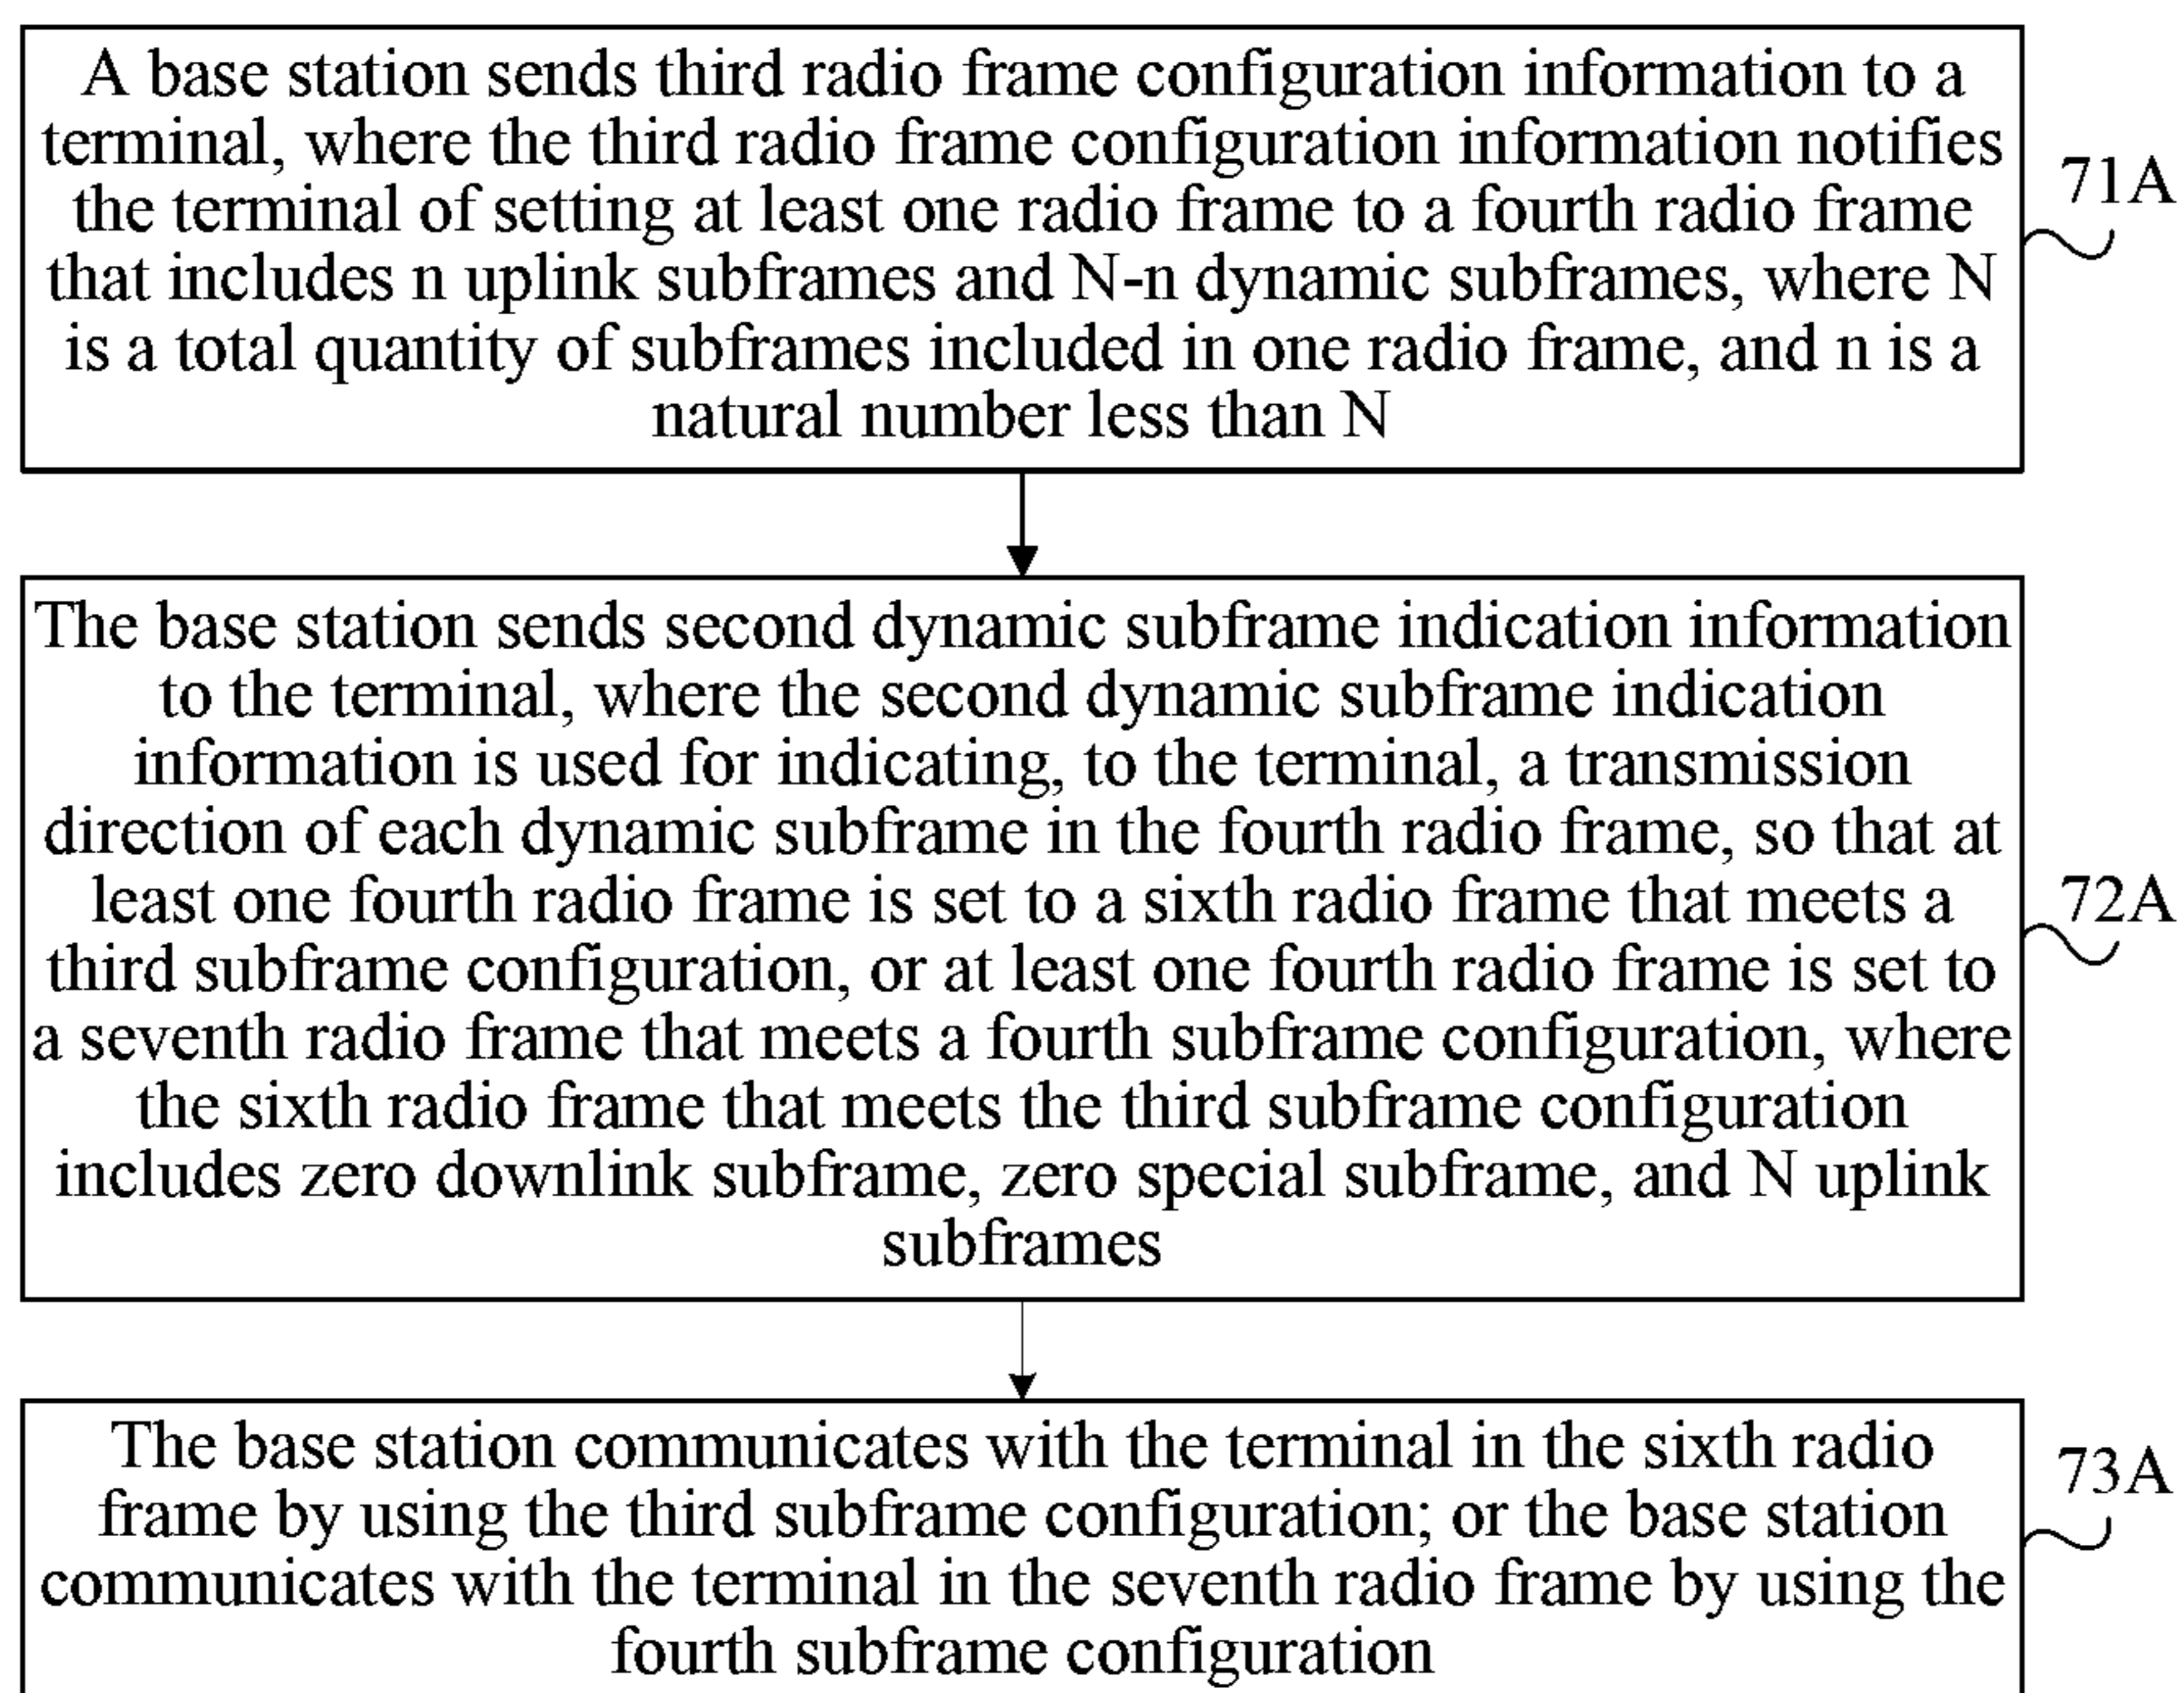 A base station sends third radio frame configuration information to a
terminal, where the third radio frame configuration information notifies
the terminal of setting at least one radio frame to a fourth radio frame
that includes n uplink subframes and N-n dynamic subframes, where N
is a total quantity of subframes included in one radio frame, and n is a
natural number less than N
71A
The base station sends second dynamic subframe indication information
to the terminal, where the second dynamic subframe indication
information is used for indicating, to the terminal, a transmission
direction of each dynamic subframe in the fourth radio frame, so that at
least one fourth radio frame is set to a sixth radio frame that meets a
third subframe configuration, or at least one fourth radio frame is set to
a seventh radio frame that meets a fourth subframe configuration, where
the sixth radio frame that meets the third subframe configuration
includes zero downlink subframe, zero special subframe, and N uplink
subframes
72A
The base station communicates with the terminal in the sixth radio
frame by using the third subframe configuration; or the base station
communicates with the terminal in the seventh radio frame by using the
fourth subframe configuration
73A